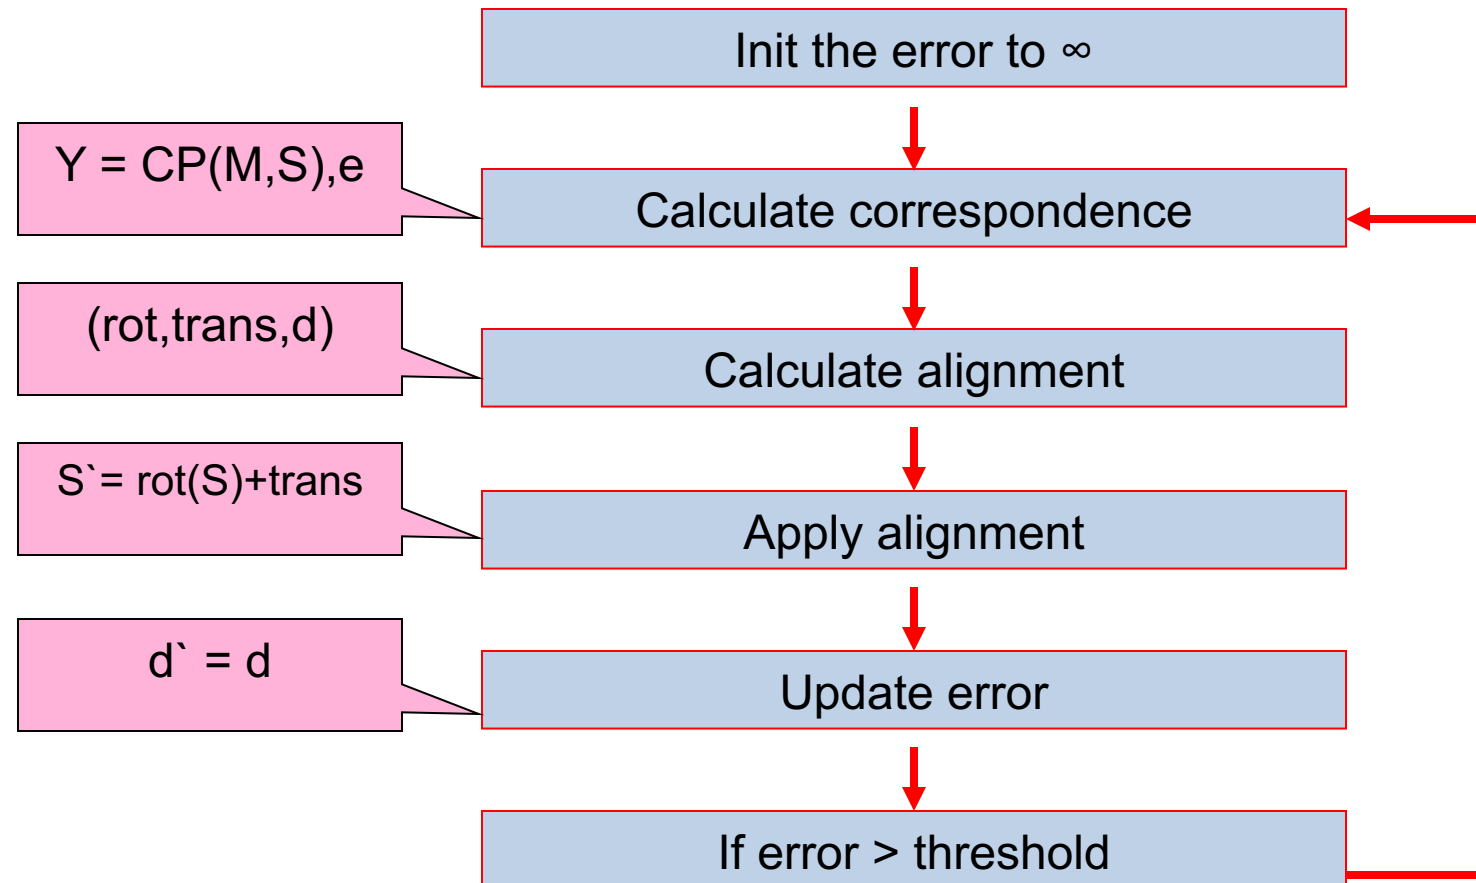 Init the error to ∞
Y = CP(M,S),e
Calculate correspondence
(rot,trans,d)
Calculate alignment
S`= rot(S)+trans
Apply alignment
d` = d
Update error
If error > threshold